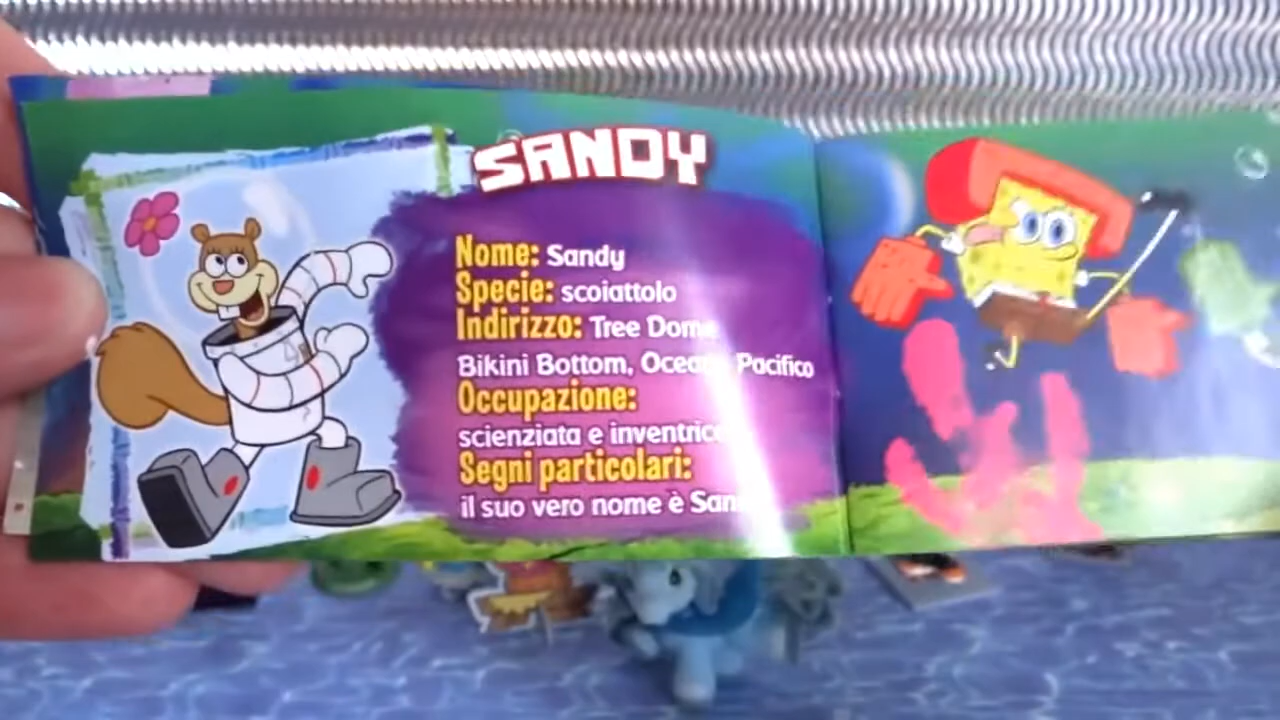 SANDY
Nome: Sandy
Specie: scoiattolo
Indirizzo: Tree Dome
Bikini Bottom, Oceano Pacifico
Occupazione:
scienziata e inventrice
Segni particolari:
il suo vero nome è